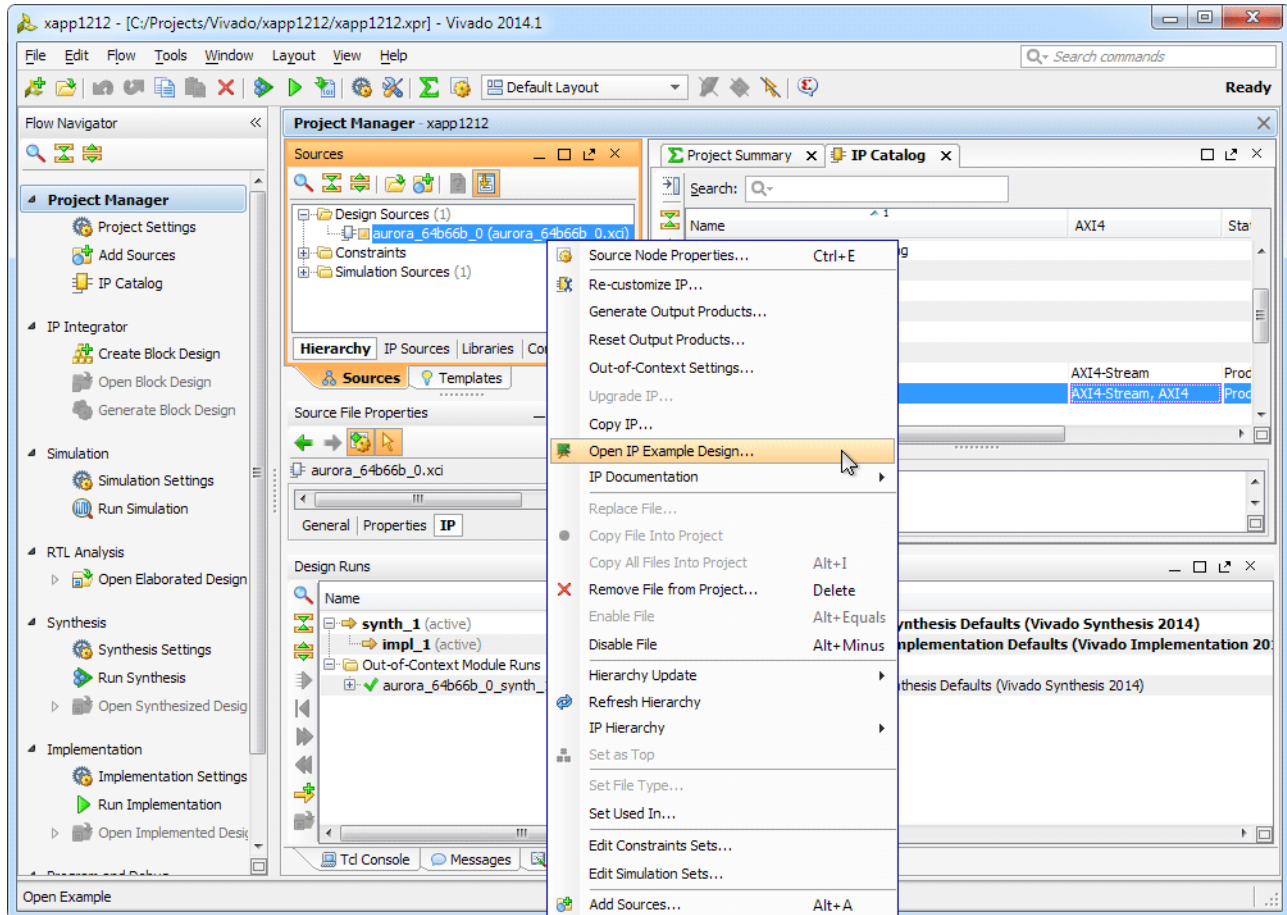 xapp1212 - [C:/Projects/Vivado/xapp1212/xapp1212.xpr] - Vivado 2014.1
File Edit Flow Tools Window Layout View Help
Search commands
Default Layout
Ready
Flow Navigator
Project Manager
Project Settings
Add Sources
IP Catalog
IP Integrator
Create Block Design
Open Block Design
Generate Block Design
Simulation
Simulation Settings
Run Simulation
RTL Analysis
Open Elaborated Design
Synthesis
Synthesis Settings
Run Synthesis
Open Synthesized Desig
Implementation
Implementation Settings
Run Implementation
Open Implemented Desig
Project Manager - xapp1212
Sources
Design Sources (1)
aurora_64b66b_0 (aurora_64b66b_0.xci)
Constraints
Simulation Sources (1)
Hierarchy IP Sources Libraries
Sources Templates
Source File Properties
aurora_64b66b_0.xci
General Properties IP
Project Summary IP Catalog
Search:
Name 1 AXI4
AXI4-Stream Prod
AXI4-Stream, AXI4 Prod
Source Node Properties... Ctrl+E
Re-customize IP...
Generate Output Products...
Reset Output Products...
Out-of-Context Settings...
Upgrade IP...
Copy IP...
Open IP Example Design...
IP Documentation
Replace File...
Copy File Into Project
Copy All Files Into Project Alt+I
Remove File from Project... Delete
Enable File Alt+Equals
Disable File Alt+Minus
Hierarchy Update
Refresh Hierarchy
IP Hierarchy
Set as Top
Set File Type...
Set Used In...
Edit Constraints Sets...
Edit Simulation Sets...
Add Sources... Alt+A
Design Runs
Name
synth_1 (active)
impl_1 (active)
Out-of-Context Module Runs
aurora_64b66b_0_synth_
ynthesis Defaults (Vivado Synthesis 2014)
nplementation Defaults (Vivado Implementation 20
thesis Defaults (Vivado Synthesis 2014)
Tcl Console Messages
Open Example